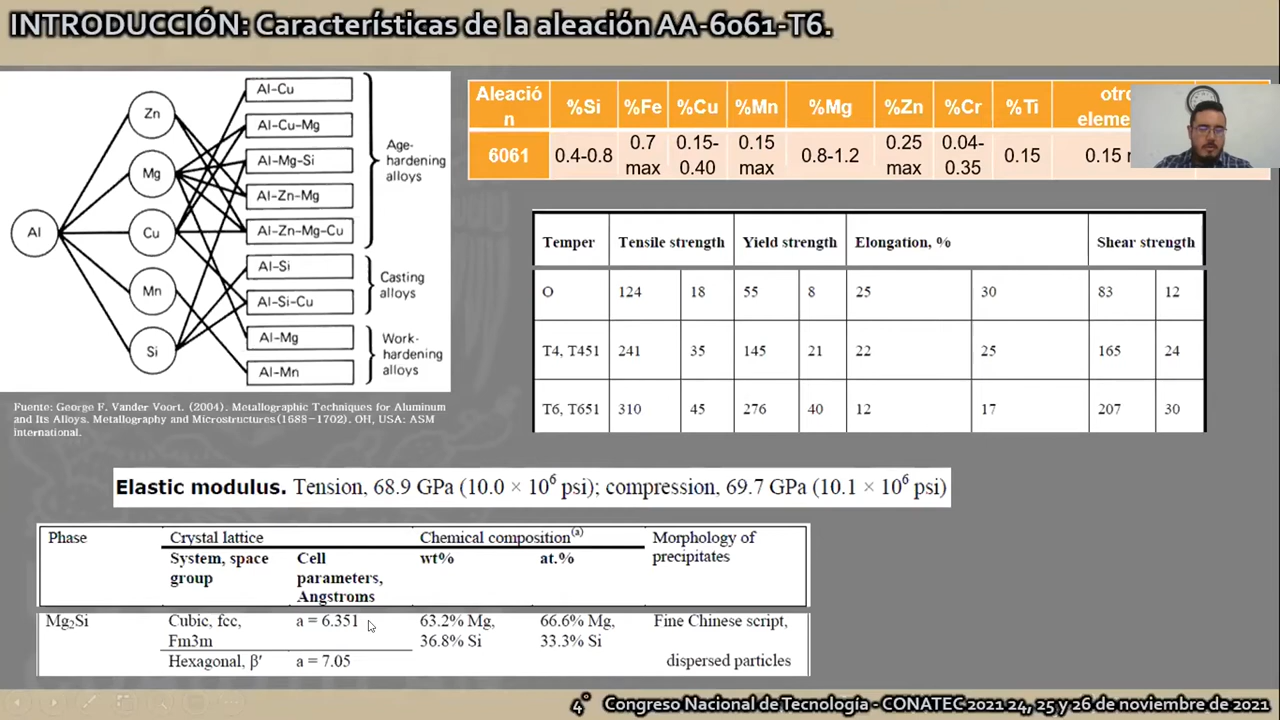 INTRODUCCIÓN: Características de la aleación AA-6061-T6.
Al
Zn
Mg
Cu
Mn
Si
Al-Cu
Al-Cu-Mg
Al-Mg-Si
Al-Zn-Mg
Al-Zn-Mg-Cu
Al-Si
Al-Si-Cu
Al-Mg
Al-Mn
Age-
hardening
alloys
Casting
alloys
Work-
hardening
alloys
Fuente: George F. Vander Voort. (2004). Metallographic Techniques for Aluminum
and Its Alloys. Metallography and Microstructures(1688-1702). OH, USA: ASM
international.
Aleació
n %Si %Fe %Cu %Mn %Mg %Zn %Cr %Ti
6061 0.4-0.8 0.7 max 0.15-0.40 0.15 max 0.8-1.2 0.25 max 0.04-0.35 0.15 0.15
Temper Tensile strength Yield strength Elongation, % Shear strength
O 124 18 55 8 25 30 83 12
T4, T451 241 35 145 21 22 25 165 24
T6, T651 310 45 276 40 12 17 207 30
Elastic modulus. Tension, 68.9 GPa (10.0 × 10⁶ psi); compression, 69.7 GPa (10.1 × 10⁶ psi)
Phase Crystal lattice Chemical composition(a) Morphology of
precipitates
System, space
group
Cell
parameters,
Angstroms
wt% at.%
Mg₂Si Cubic, fcc,
Fm3m
a = 6.351 63.2% Mg,
36.8% Si
66.6% Mg,
33.3% Si
Fine Chinese script,
Hexagonal, β′ a = 7.05 dispersed particles
4° Congreso Nacional de Tecnología - CONATEC 2021 24, 25 y 26 de noviembre de 2021